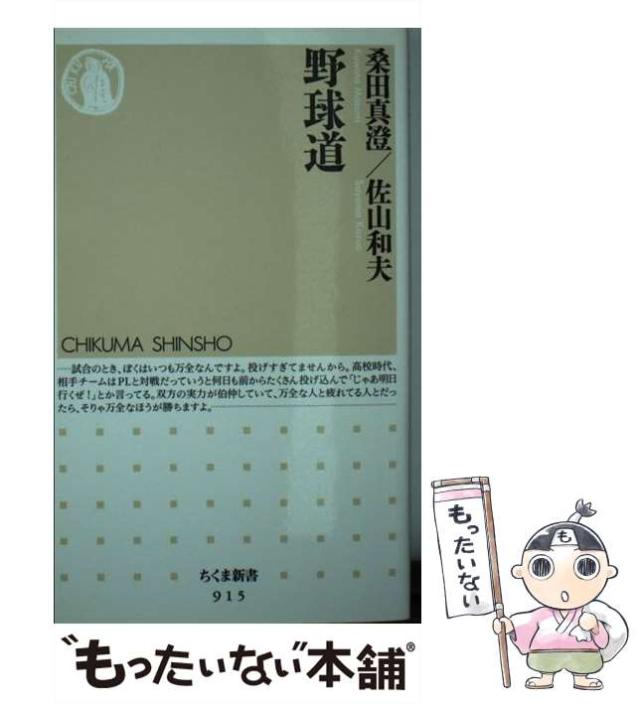 CHIKUMA
野球道
桑田真澄／佐山和夫
Kuwata Masumi
Sayama Kazuo
CHIKUMA SHINSHO
――試合のとき、ぼくはいつも万全なんですよ。投げすぎてませんから。高校時代、
相手チームはPLと対戦だっていうと何日も前からたくさん投げ込んで「じゃあ明日
行くぜ！」とか言ってる。双方の実力が伯仲していて、万全な人と疲れてる人とだっ
たら、そりゃ万全なほうが勝ちますよ。
ちくま新書
915
も
もったいない
“もったいない”本舗®